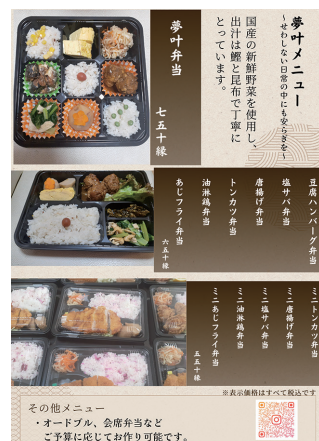 夢叶メニュー
~せわしない日常の中にも安らぎを~
国産の新鮮野菜を使用し、
出汁は鰹と昆布で丁寧に
とっています。
夢叶弁当
七五十縁
豆腐ハンバーグ弁当
塩サバ弁当
唐揚げ弁当
トンカツ弁当
油淋鶏弁当
あじフライ弁当
六五十縁
ミニトンカツ弁当
ミニ唐揚げ弁当
ミニ塩サバ弁当
ミニ油淋鶏弁当
ミニあじフライ弁当
五五十縁
※表示価格はすべて税込です
その他メニュー
・オードブル、会席弁当など
ご予算に応じてお作り可能です。